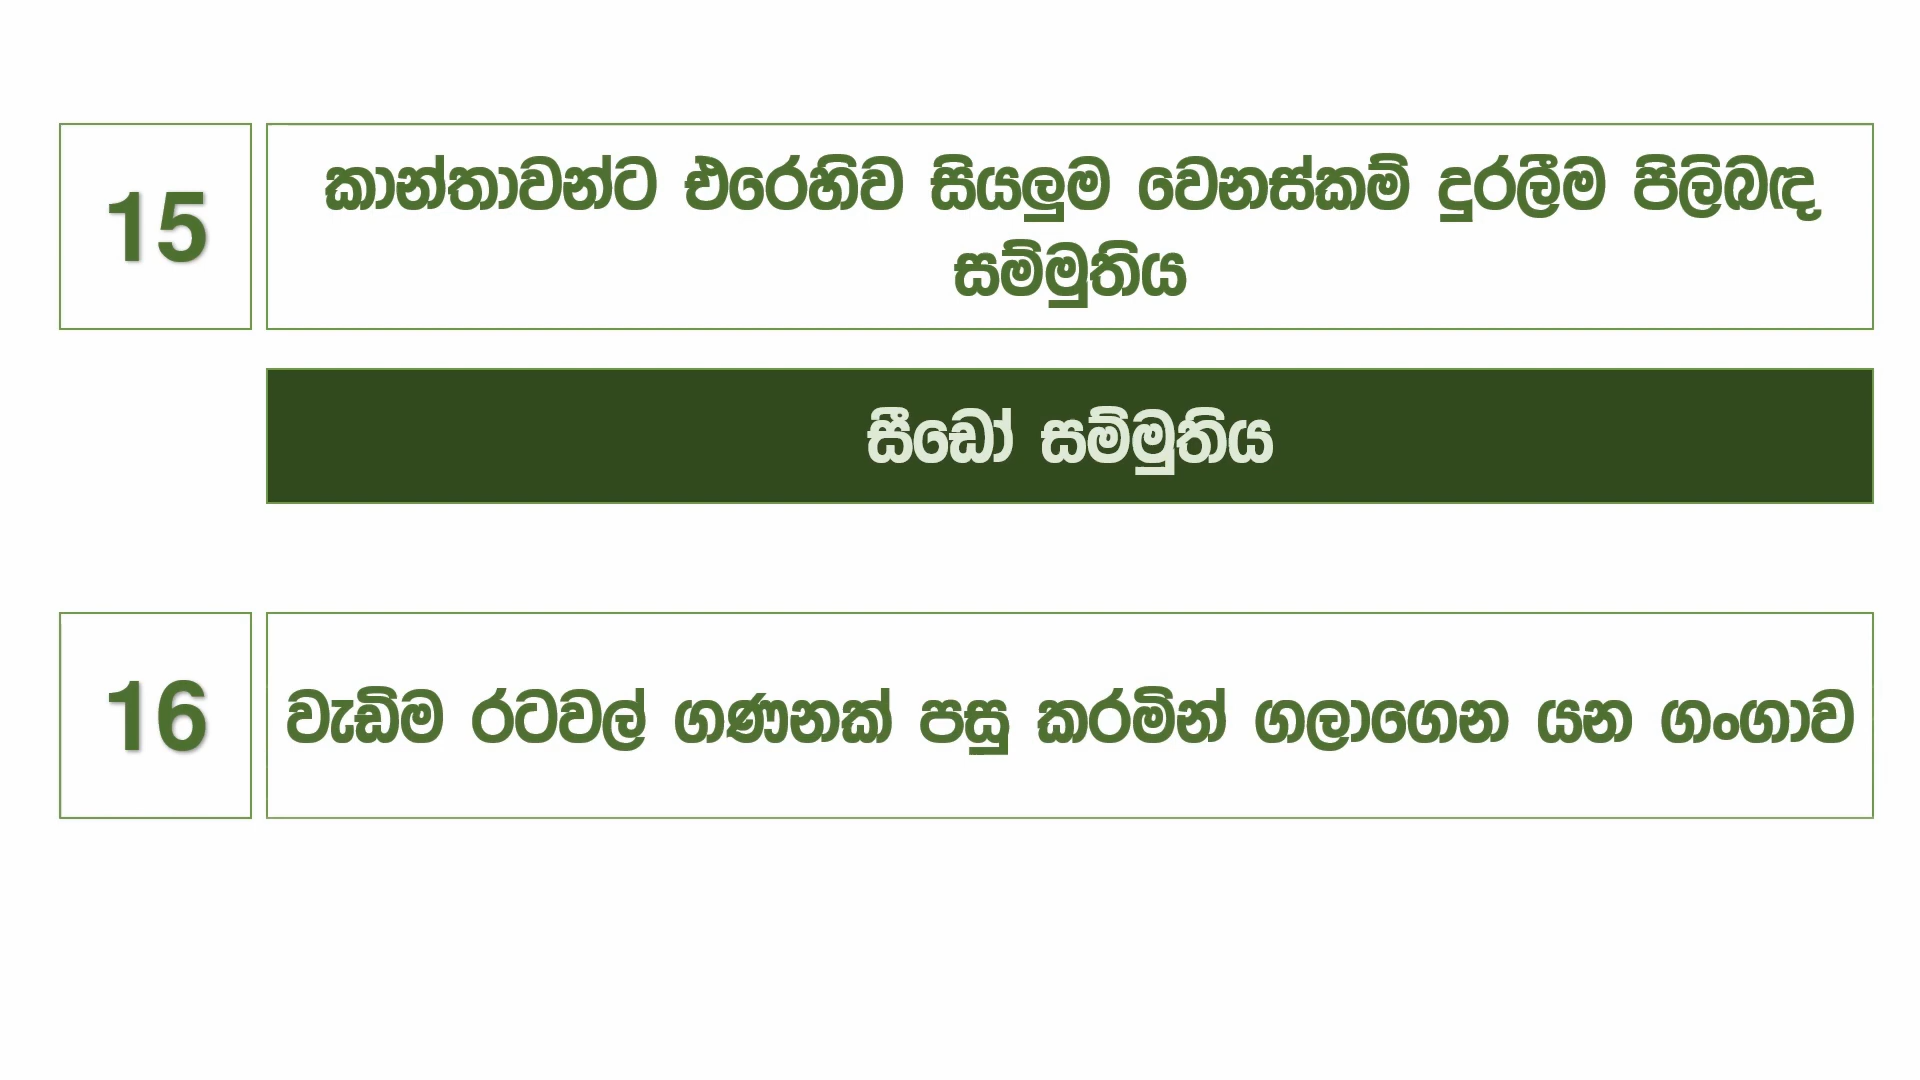 15
කාන්තාවන්ට එරෙහිව සියලුම වෙනස්කම් දුරලීම පිලිබඳ
සම්මුතිය
සීඩෝ සම්මුතිය
16
වැඩිම රටවල් ගණනක් පසු කරමින් ගලාගෙන යන ගංගාව